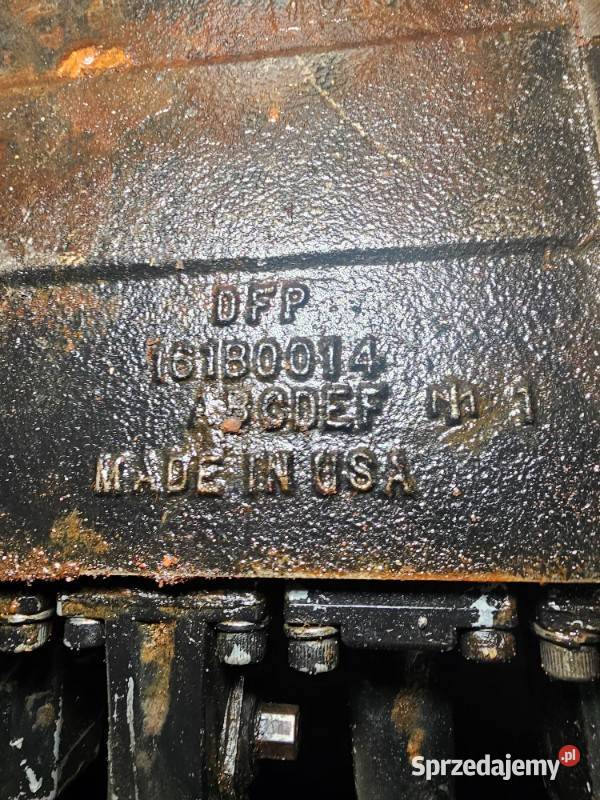 DFP
161B0014
ABCDEF
MADE IN USA
Sprzedajemy.pl